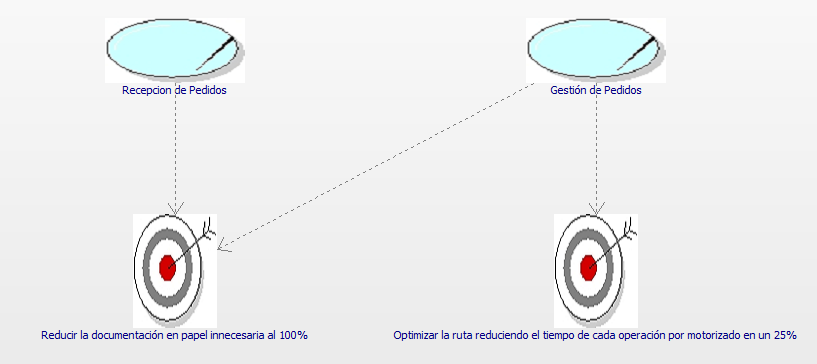 Recepcion de Pedidos
Gestión de Pedidos
Reducir la documentación en papel innecesaria al 100%
Optimizar la ruta reduciendo el tiempo de cada operación por motorizado en un 25%